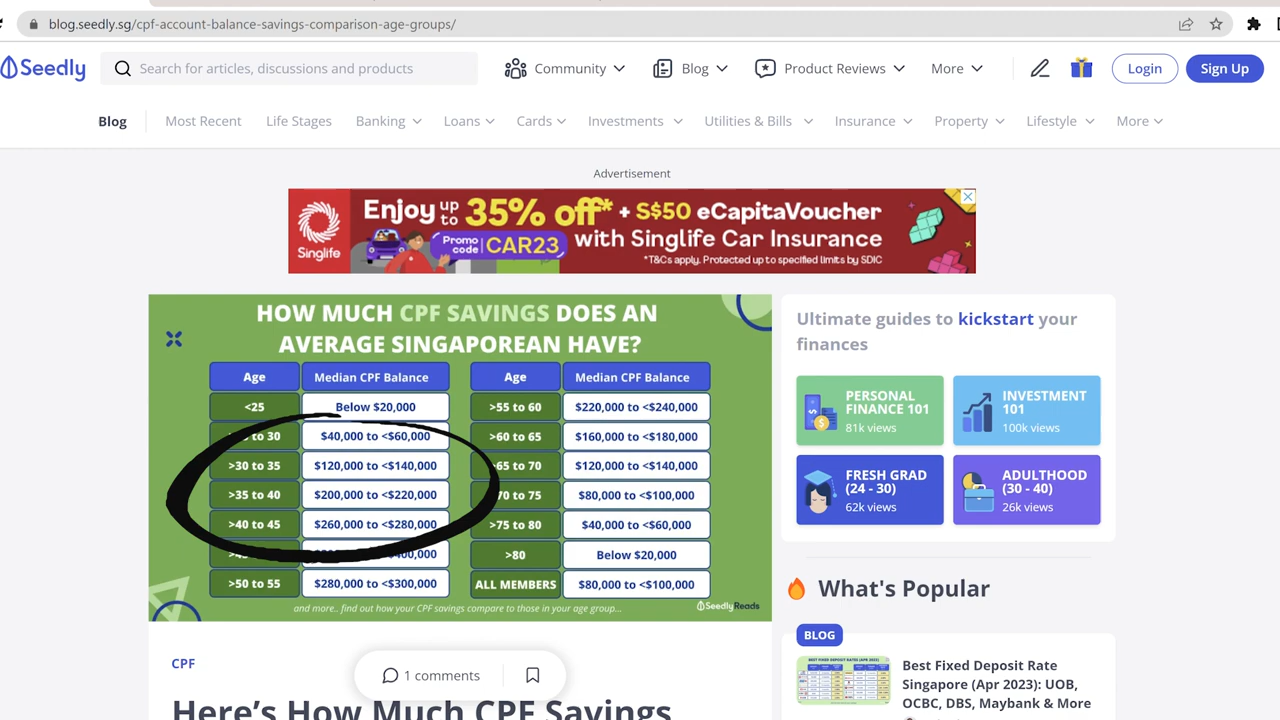 blog.seedly.sg/cpf-account-balance-savings-comparison-age-groups/
Seedly
Search for articles, discussions and products
Community
Blog
Product Reviews
More
Login
Sign Up
Blog
Most Recent
Life Stages
Banking
Loans
Cards
Investments
Utilities & Bills
Insurance
Property
Lifestyle
More
Advertisement
Singlife
Enjoy up to 35% off* + S$50 eCapitaVoucher
Promo code CAR23
with Singlife Car Insurance
*T&Cs apply. Protected up to specified limits by SDIC
HOW MUCH CPF SAVINGS DOES AN
AVERAGE SINGAPOREAN HAVE?
Age Median CPF Balance Age Median CPF Balance
<25 Below $20,000 >55 to 60 $220,000 to <$240,000
to 30 $40,000 to <$60,000 >60 to 65 $160,000 to <$180,000
>30 to 35 $120,000 to <$140,000 65 to 70 $120,000 to <$140,000
>35 to 40 $200,000 to <$220,000 to 75 $80,000 to <$100,000
>40 to 45 $260,000 to <$280,000 >75 to 80 $40,000 to <$60,000
>80 Below $20,000
>50 to 55 $280,000 to <$300,000 ALL MEMBERS $80,000 to <$100,000
and more.. find out how your CPF savings compare to those in your age group...
SeedlyReads
CPF
1 comments
Here's How Much CPF Savings
Ultimate guides to kickstart your
finances
PERSONAL
FINANCE 101
81k views
INVESTMENT
101
100k views
FRESH GRAD
(24 - 30)
62k views
ADULTHOOD
(30 - 40)
26k views
What's Popular
BLOG
BEST FIXED DEPOSIT RATES (APR 2023)
Best Fixed Deposit Rate
Singapore (Apr 2023): UOB,
OCBC, DBS, Maybank & More